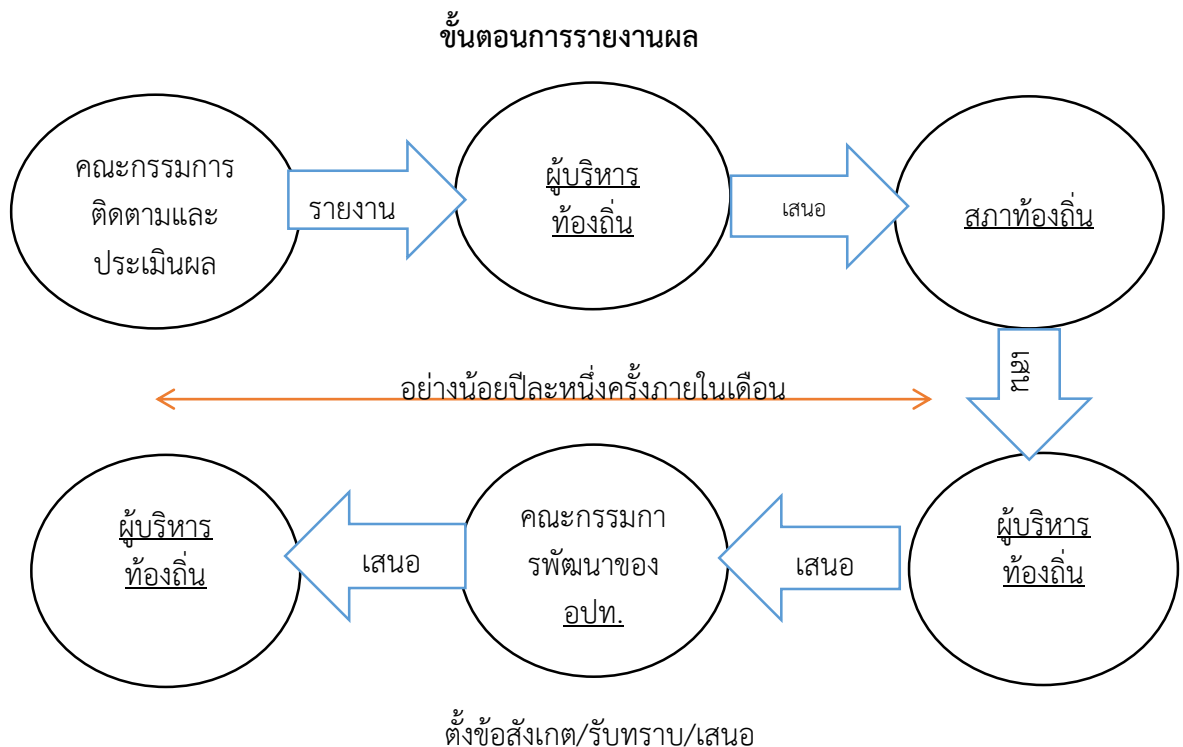 ขั้นตอนการรายงานผล
คณะกรรมการ
ติดตามและ
ประเมินผล
รายงาน
ผู้บริหาร
ท้องถิ่น
เสนอ
สภาท้องถิ่น
เสน
อย่างน้อยปีละหนึ่งครั้งภายในเดือน
ผู้บริหาร
ท้องถิ่น
เสนอ
คณะกรรมกา
รพัฒนาของ
อปท.
เสนอ
ผู้บริหาร
ท้องถิ่น
ตั้งข้อสังเกต/รับทราบ/เสนอ